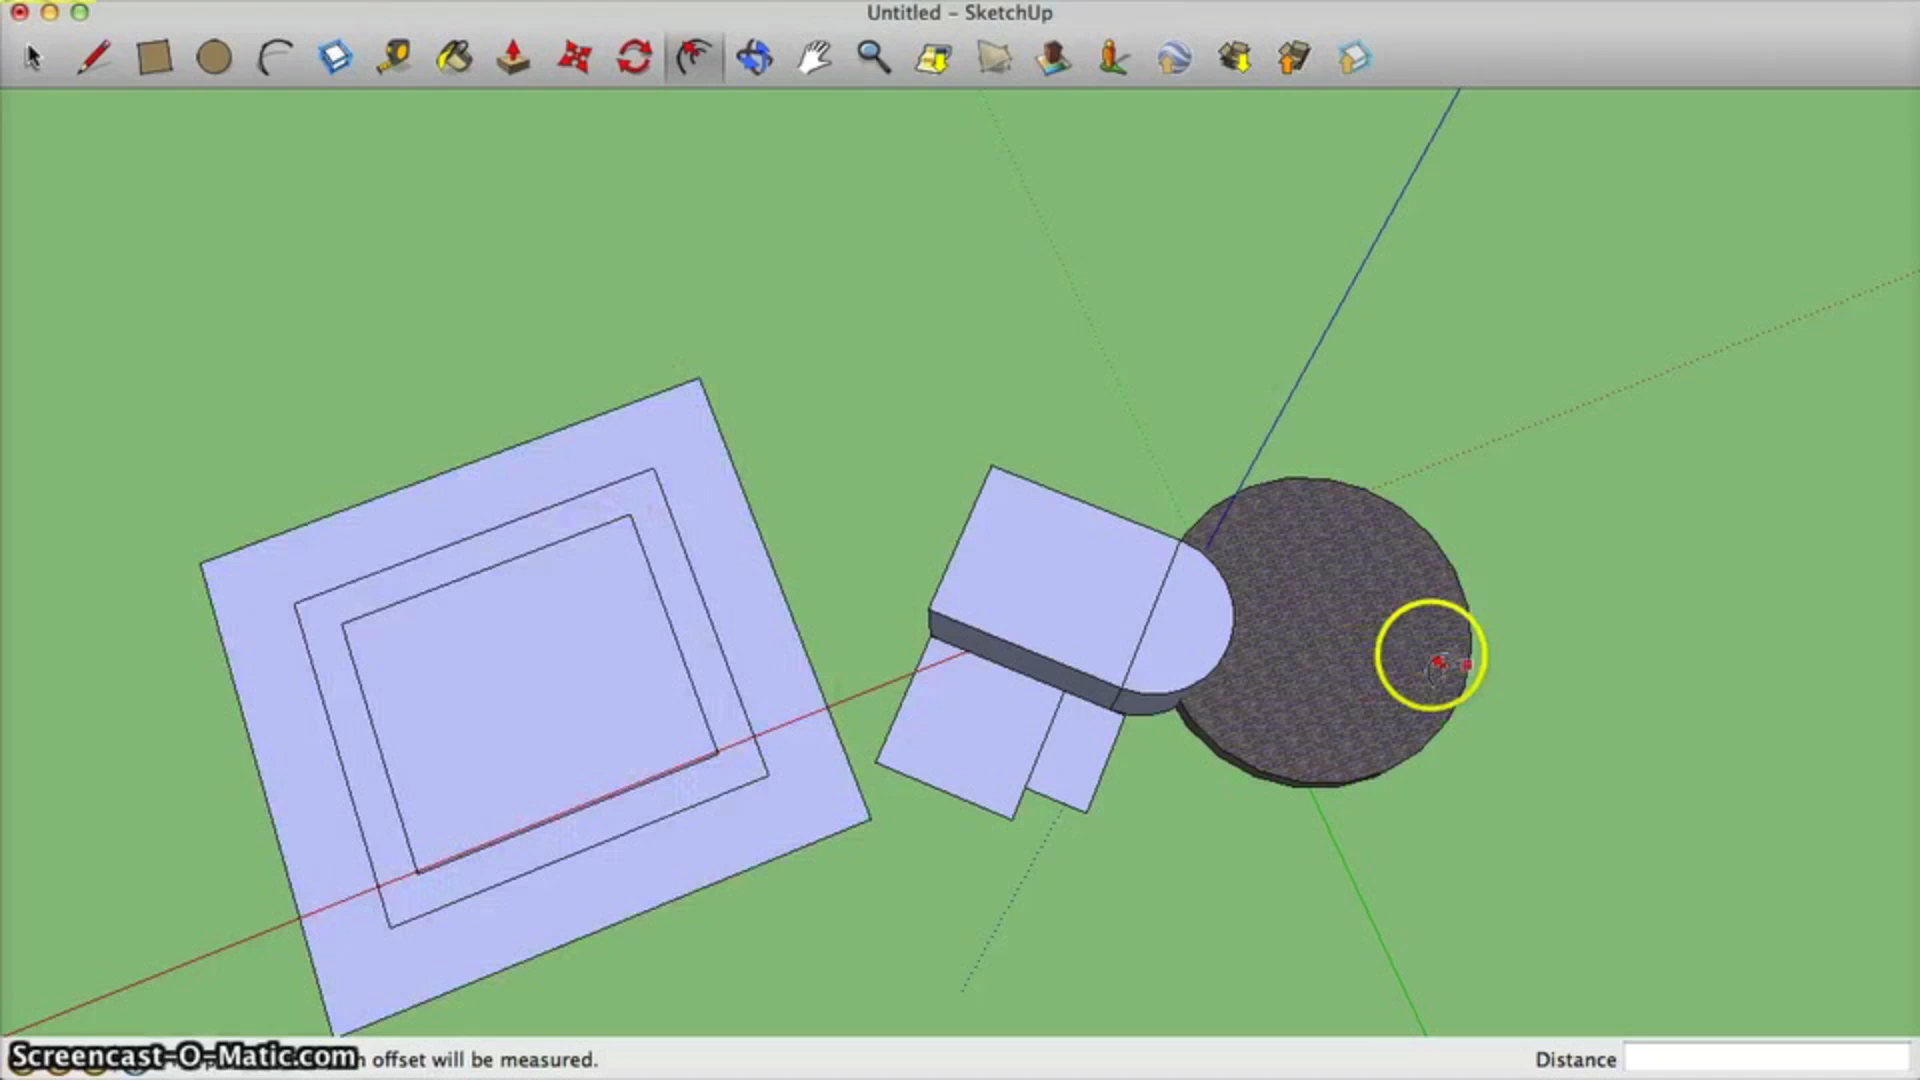 Untitled – SketchUp
Screencast-O-Matic.com
offset will be measured.
Distance